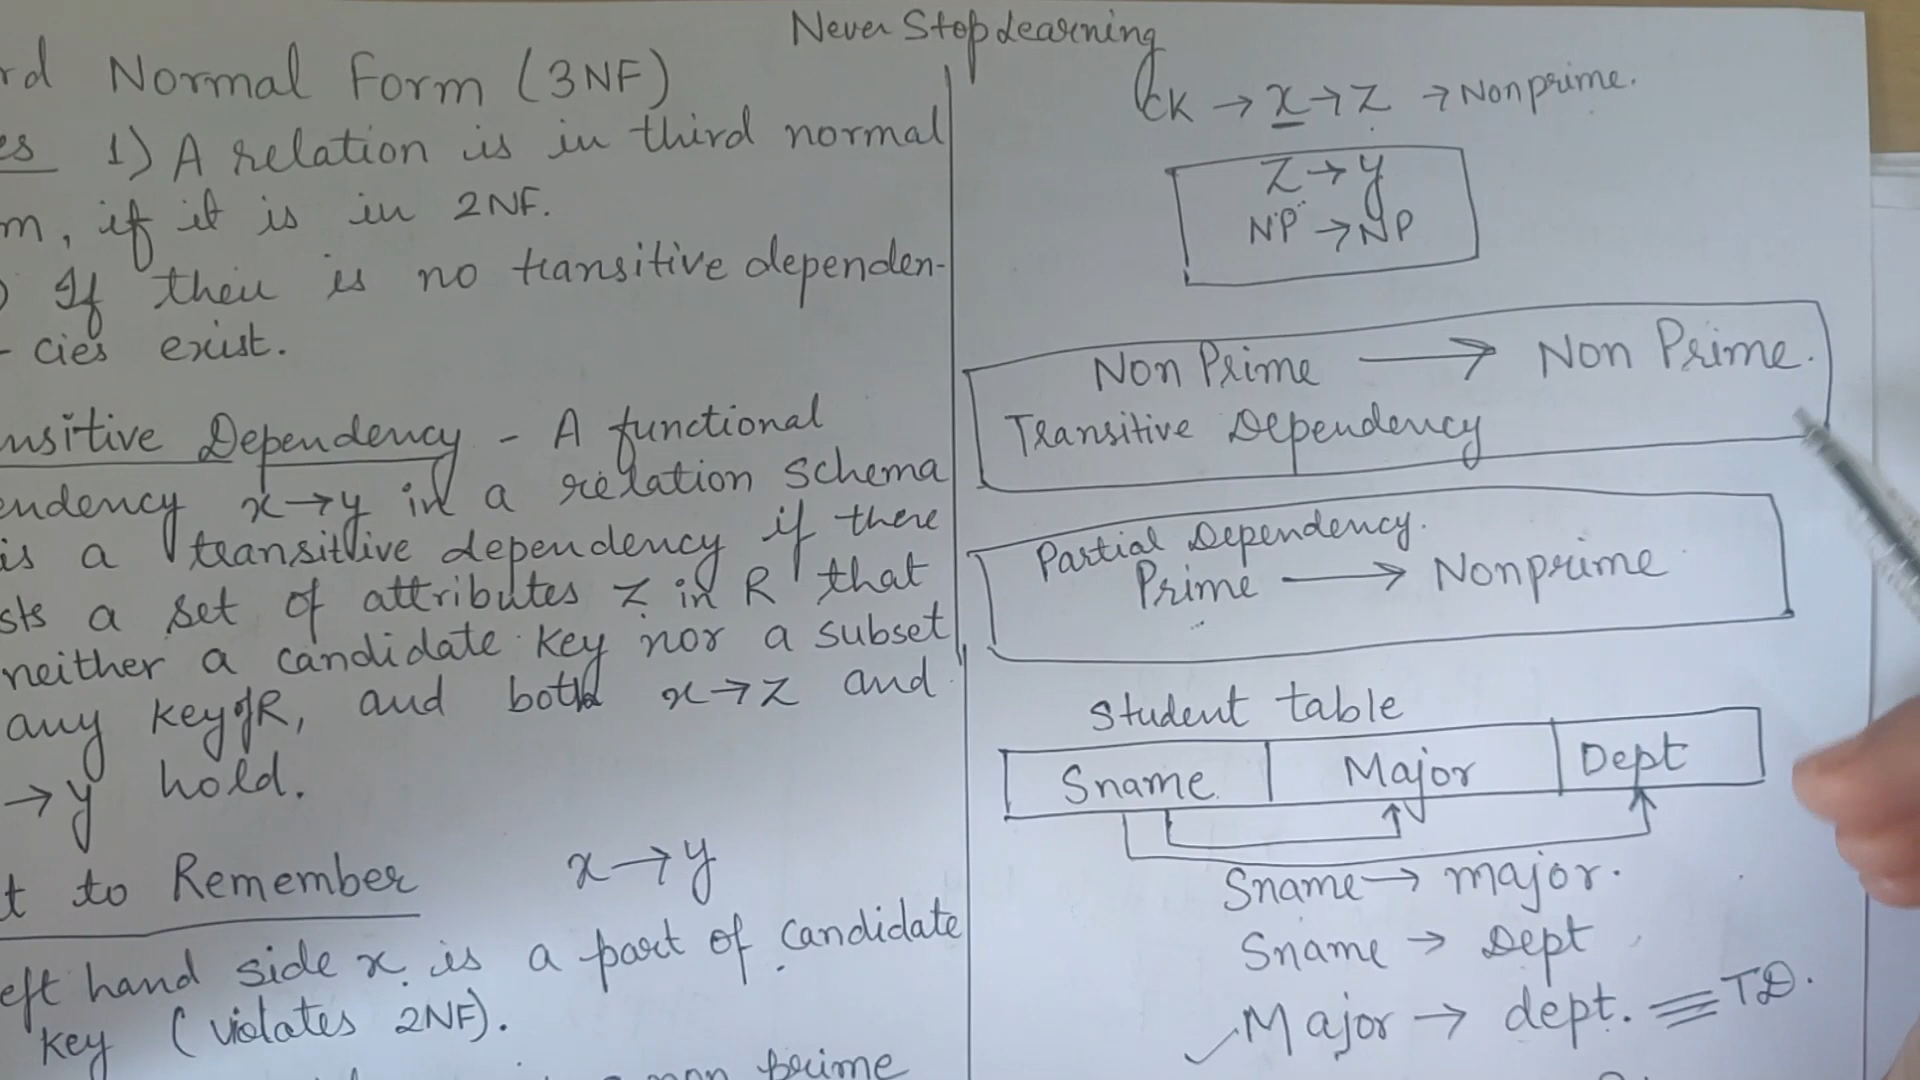 Never Stop Learning
rd Normal Form (3NF)
es 1) A relation is in third normal
m, if it is in 2NF.
) If their is no transitive dependen-
- cies exist.
nsitive Dependency - A functional
endency x→y in a relation schema
is a transitive dependency if there
sts a set of attributes z in R that
neither a candidate key nor a subset
any key of R, and both x→z and
→y hold.
t to Remember x→y
eft hand side x is a part of candidate
key (violates 2NF).
non prime
CK → x→z → Nonprime.
z→y
NP → NP
Non Prime → Non Prime.
Transitive Dependency
Partial Dependency.
Prime → Nonprime
Student table
Sname Major Dept
Sname → major.
Sname → Dept
✓Major → dept. ≡ TD.